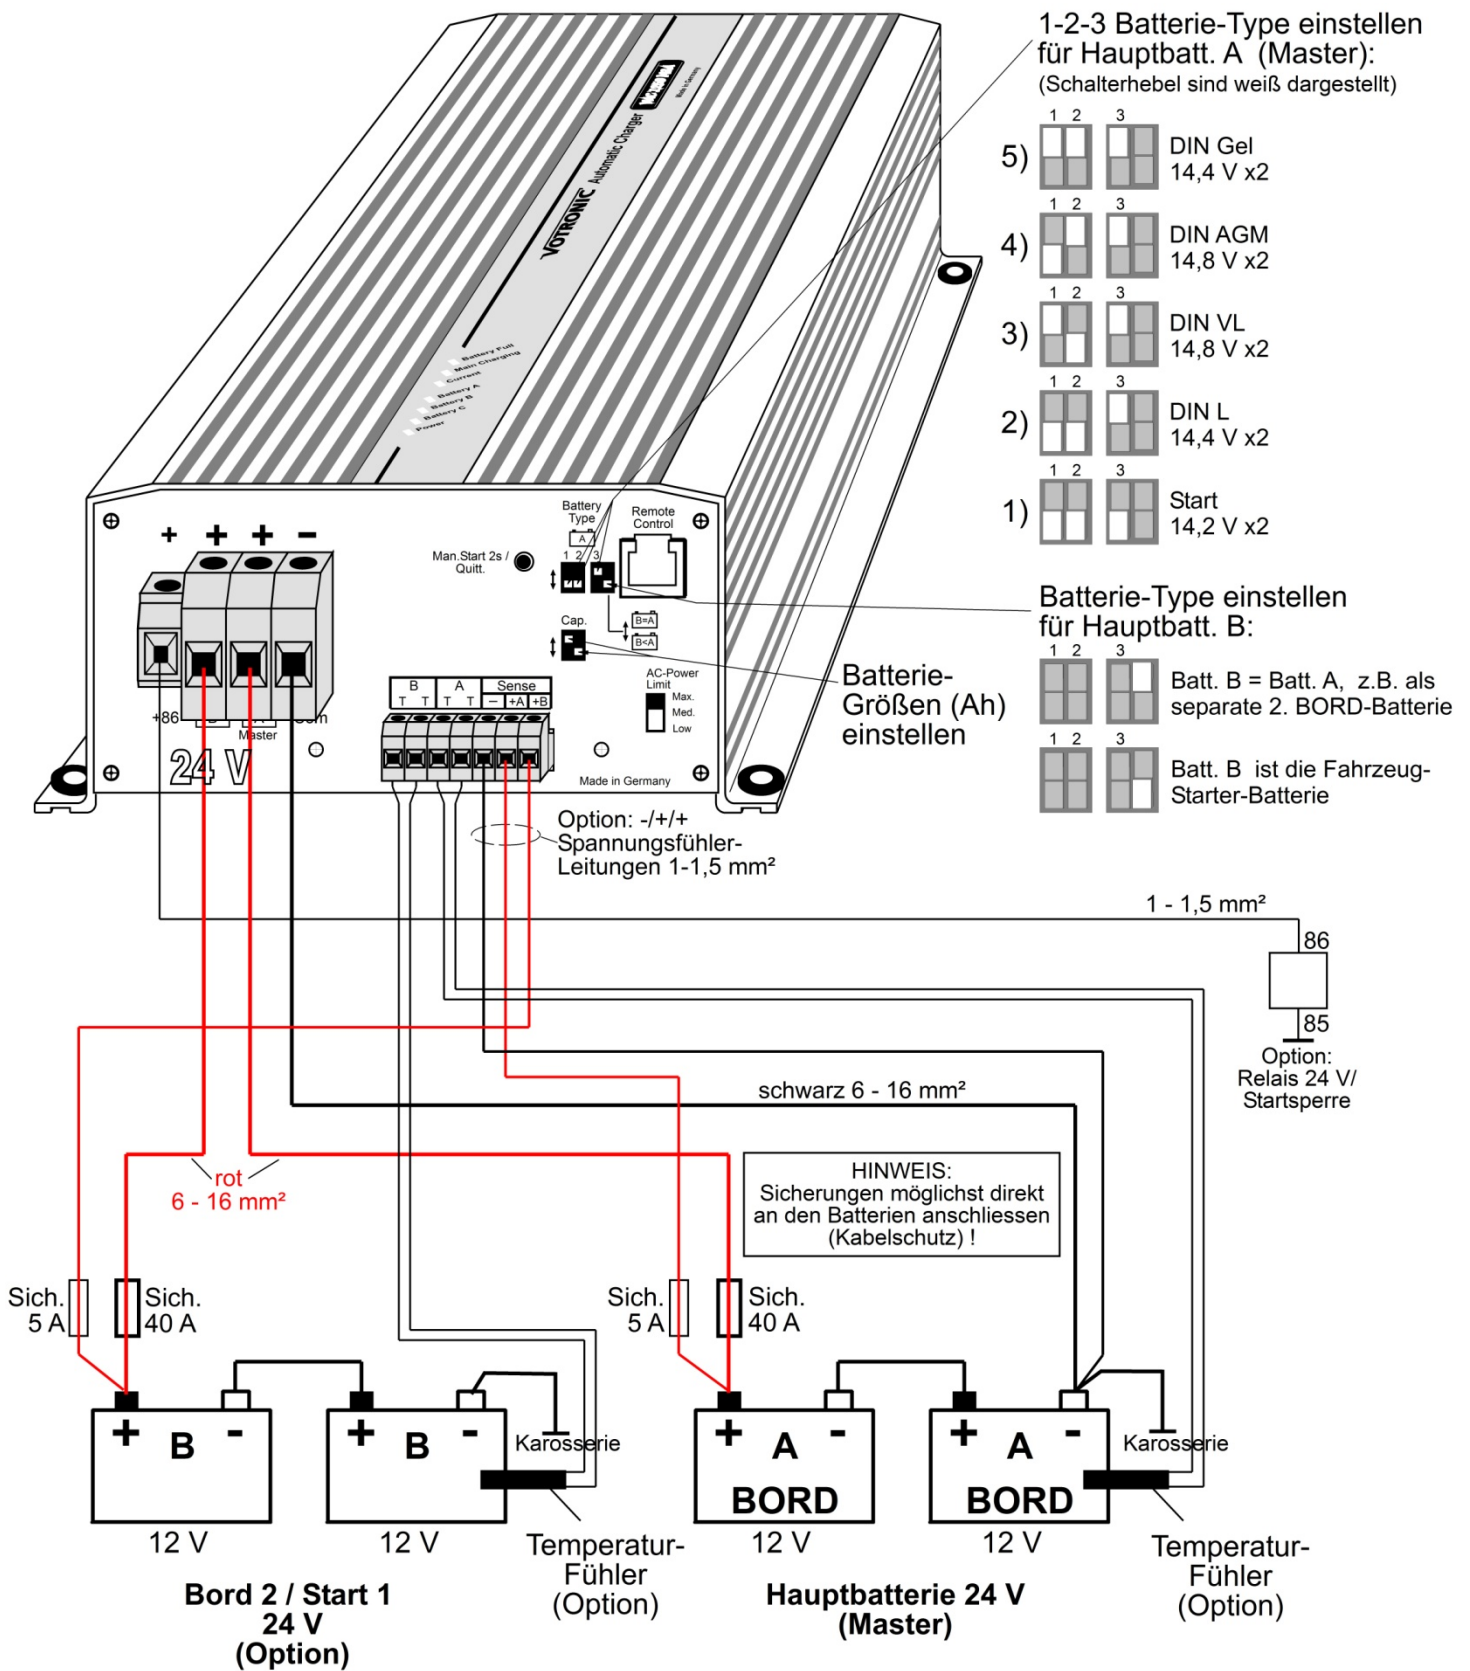 1-2-3 Batterie-Type einstellen
für Hauptbatt. A (Master):
(Schalterhebel sind weiß dargestellt)
1 2 3
5) DIN Gel
14,4 V x2
1 2 3
4) DIN AGM
14,8 V x2
1 2 3
3) DIN VL
14,8 V x2
1 2 3
2) DIN L
14,4 V x2
1 2 3
1) Start
14,2 V x2
Batterie-Type einstellen
für Hauptbatt. B:
1 2 3
Batt. B = Batt. A, z.B. als
separate 2. BORD-Batterie
1 2 3
Batt. B ist die Fahrzeug-
Starter-Batterie
VOTRONIC Automatic Charger
Made in Germany
Battery Full
Main Charging
Current
Battery A
Battery B
Battery C
Power
+ + + −
Man.Start 2s /
Quitt.
Battery
Type
A
1 2 3
Remote
Control
B=A
B<A
Cap.
AC-Power
Limit
Max.
Med.
Low
Batterie-
Größen (Ah)
einstellen
B A Sense
T T T T − +A +B
+86
Master
24 V
Made in Germany
Option: -/+/+
Spannungsfühler-
Leitungen 1-1,5 mm²
1 - 1,5 mm²
86
85
Option:
Relais 24 V/
Startsperre
schwarz 6 - 16 mm²
rot
6 - 16 mm²
HINWEIS:
Sicherungen möglichst direkt
an den Batterien anschliessen
(Kabelschutz) !
Sich.
5 A
Sich.
40 A
Sich.
5 A
Sich.
40 A
+ B -
+ B -
Karosserie
+ A -
BORD
+ A -
BORD
Karosserie
12 V
12 V
12 V
12 V
Temperatur-
Fühler
(Option)
Temperatur-
Fühler
(Option)
Bord 2 / Start 1
24 V
(Option)
Hauptbatterie 24 V
(Master)